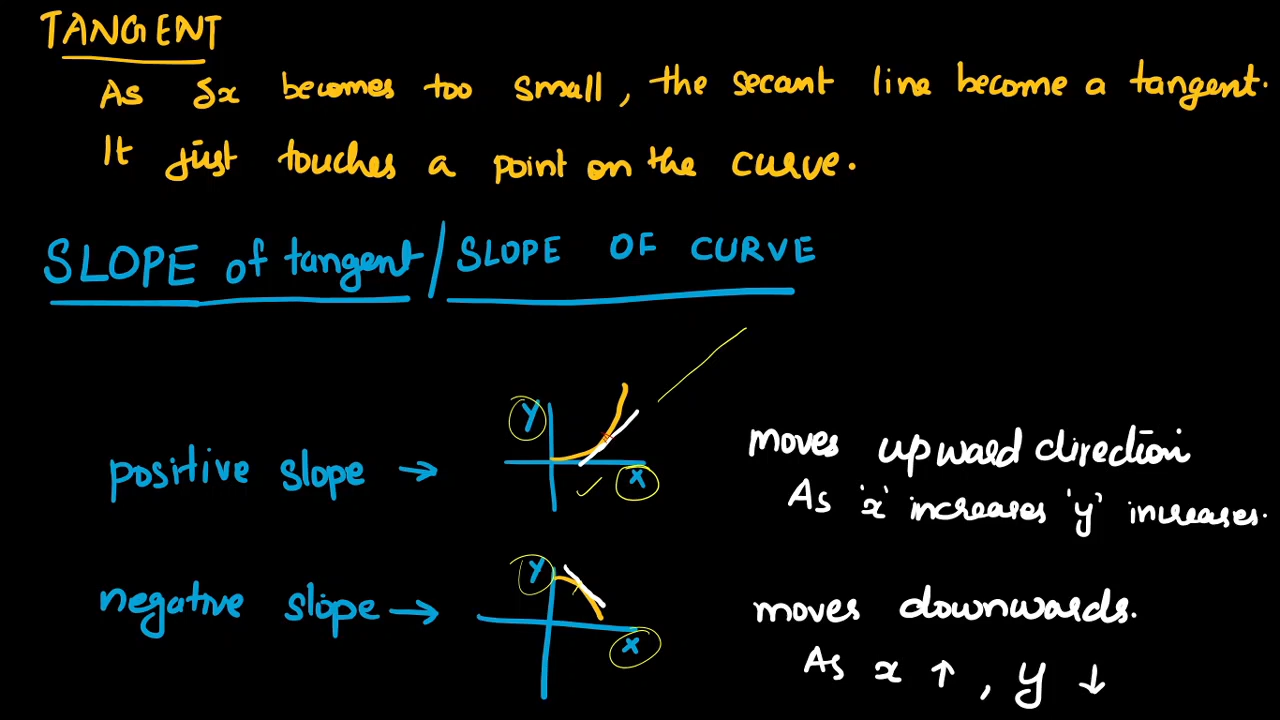 TANGENT
As δx becomes too small, the secant line become a tangent.
It just touches a point on the curve.
SLOPE of tangent / SLOPE OF CURVE
y
x
positive slope →
moves upward direction
As 'x' increases 'y' increases.
y
x
negative slope →
moves downwards.
As x ↑, y ↓